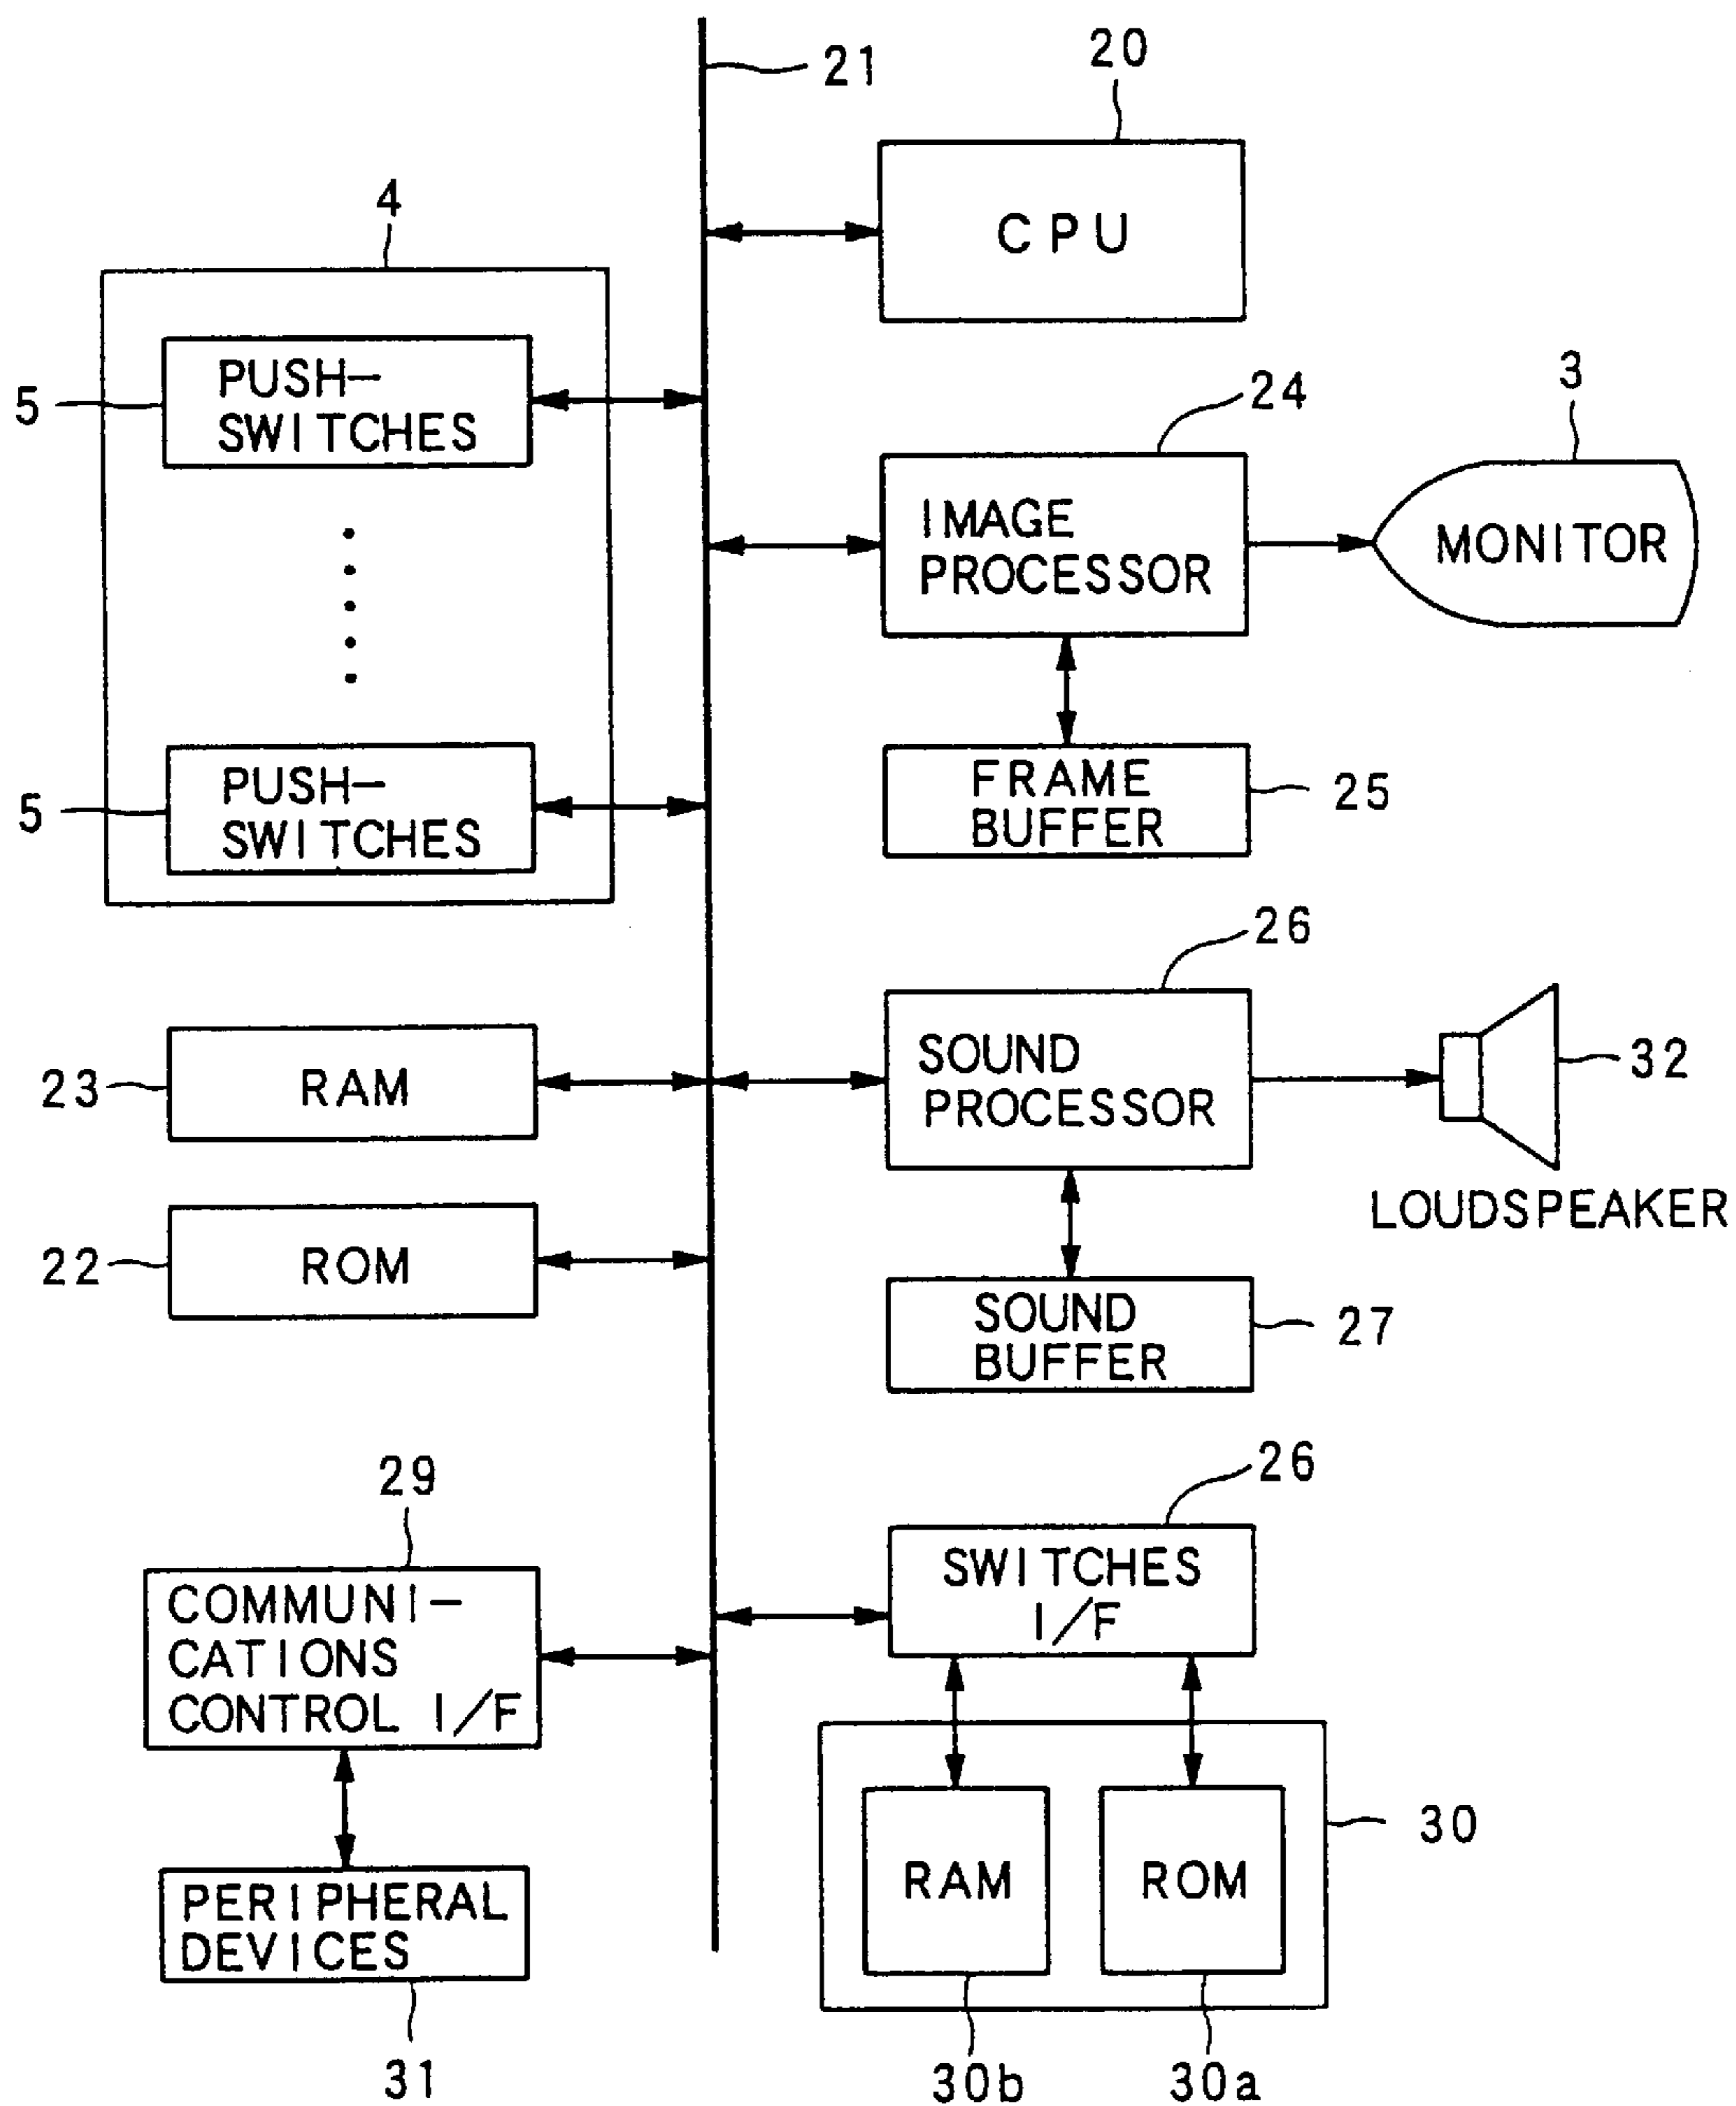 21
20
CPU
4
PUSH-
SWITCHES
5
24
3
IMAGE
PROCESSOR
MONITOR
PUSH-
SWITCHES
5
FRAME
BUFFER
25
26
23
RAM
SOUND
PROCESSOR
32
LOUDSPEAKER
22
ROM
SOUND
BUFFER
27
29
26
COMMUNI-
CATIONS
CONTROL I/F
SWITCHES
I/F
30
RAM
ROM
PERIPHERAL
DEVICES
31
30b
30a